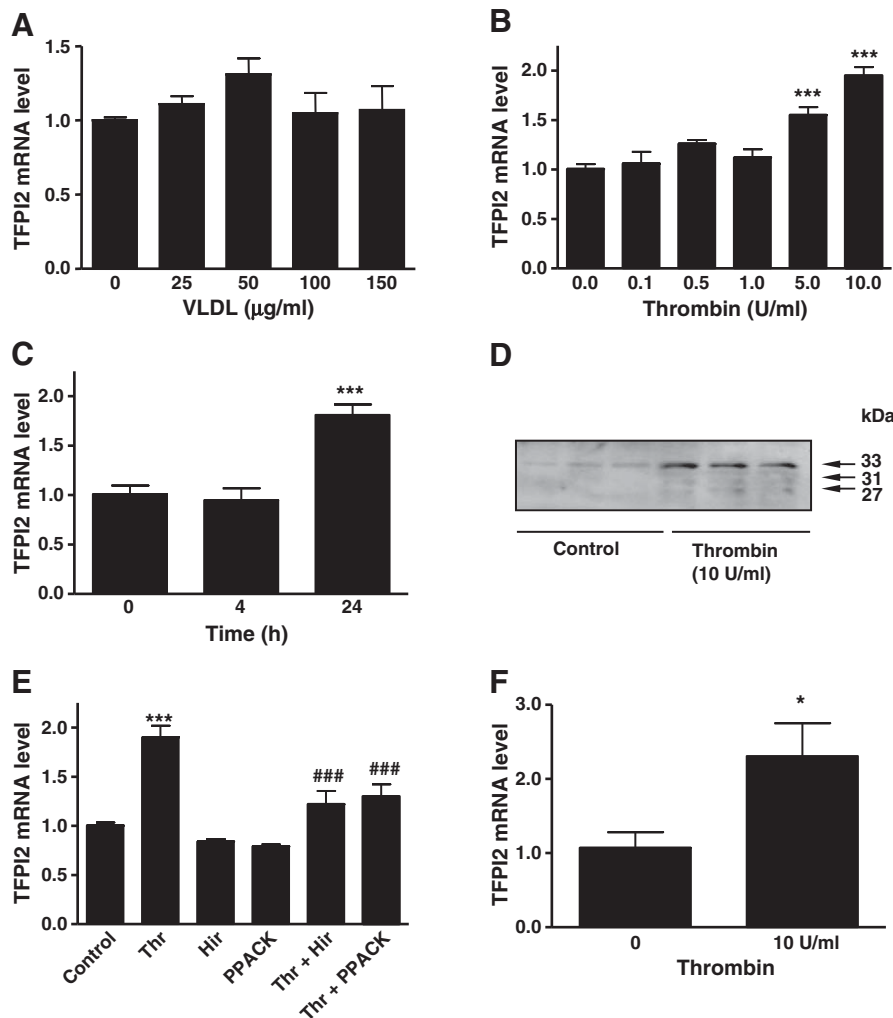 A
TFPI2 mRNA level
1.5
1.0
0.5
0.0
0 25 50 100 150
VLDL (μg/ml)
B
TFPI2 mRNA level
2.0
1.5
1.0
0.5
0.0
*** ***
0.0 0.1 0.5 1.0 5.0 10.0
Thrombin (U/ml)
C
TFPI2 mRNA level
2.0
1.5
1.0
0.5
0.0
***
0 4 24
Time (h)
D
kDa
33
31
27
Control Thrombin
(10 U/ml)
E
TFPI2 mRNA level
2.0
1.5
1.0
0.5
0.0
*** ### ###
Control Thr Hir PPACK Thr + Hir Thr + PPACK
F
TFPI2 mRNA level
3.0
2.0
1.0
0.0
*
0 10 U/ml
Thrombin